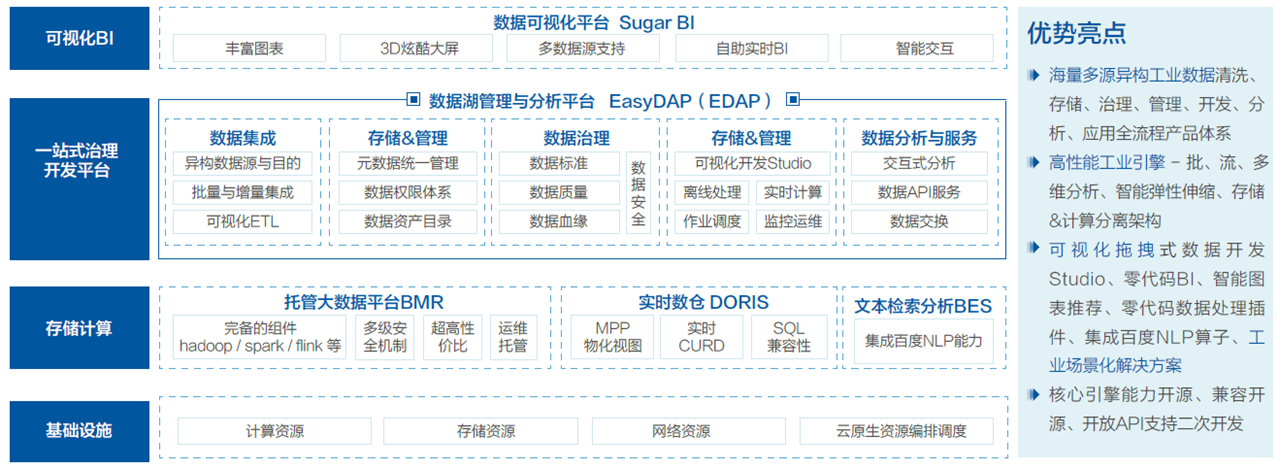 可视化BI
数据可视化平台 Sugar BI
丰富图表
3D炫酷大屏
多数据源支持
自助实时BI
智能交互
一站式治理
开发平台
数据湖管理与分析平台 EasyDAP（EDAP）
数据集成
异构数据源与目的
批量与增量集成
可视化ETL
存储&管理
元数据统一管理
数据权限体系
数据资产目录
数据治理
数据标准
数据质量
数据血缘
数据安全
存储&管理
可视化开发Studio
离线处理
实时计算
作业调度
监控运维
数据分析与服务
交互式分析
数据API服务
数据交换
存储计算
托管大数据平台BMR
完备的组件
hadoop / spark / flink 等
多级安
全机制
超高性
价比
运维
托管
实时数仓 DORIS
MPP
物化视图
实时
CURD
SQL
兼容性
文本检索分析BES
集成百度NLP能力
基础设施
计算资源
存储资源
网络资源
云原生资源编排调度
优势亮点
海量多源异构工业数据清洗、
存储、治理、管理、开发、分
析、应用全流程产品体系
高性能工业引擎 – 批、流、多
维分析、智能弹性伸缩、存储
&计算分离架构
可视化拖拽式数据开发
Studio、零代码BI、智能图
表推荐、零代码数据处理插
件、集成百度NLP算子、工
业场景化解决方案
核心引擎能力开源、兼容开
源、开放API支持二次开发